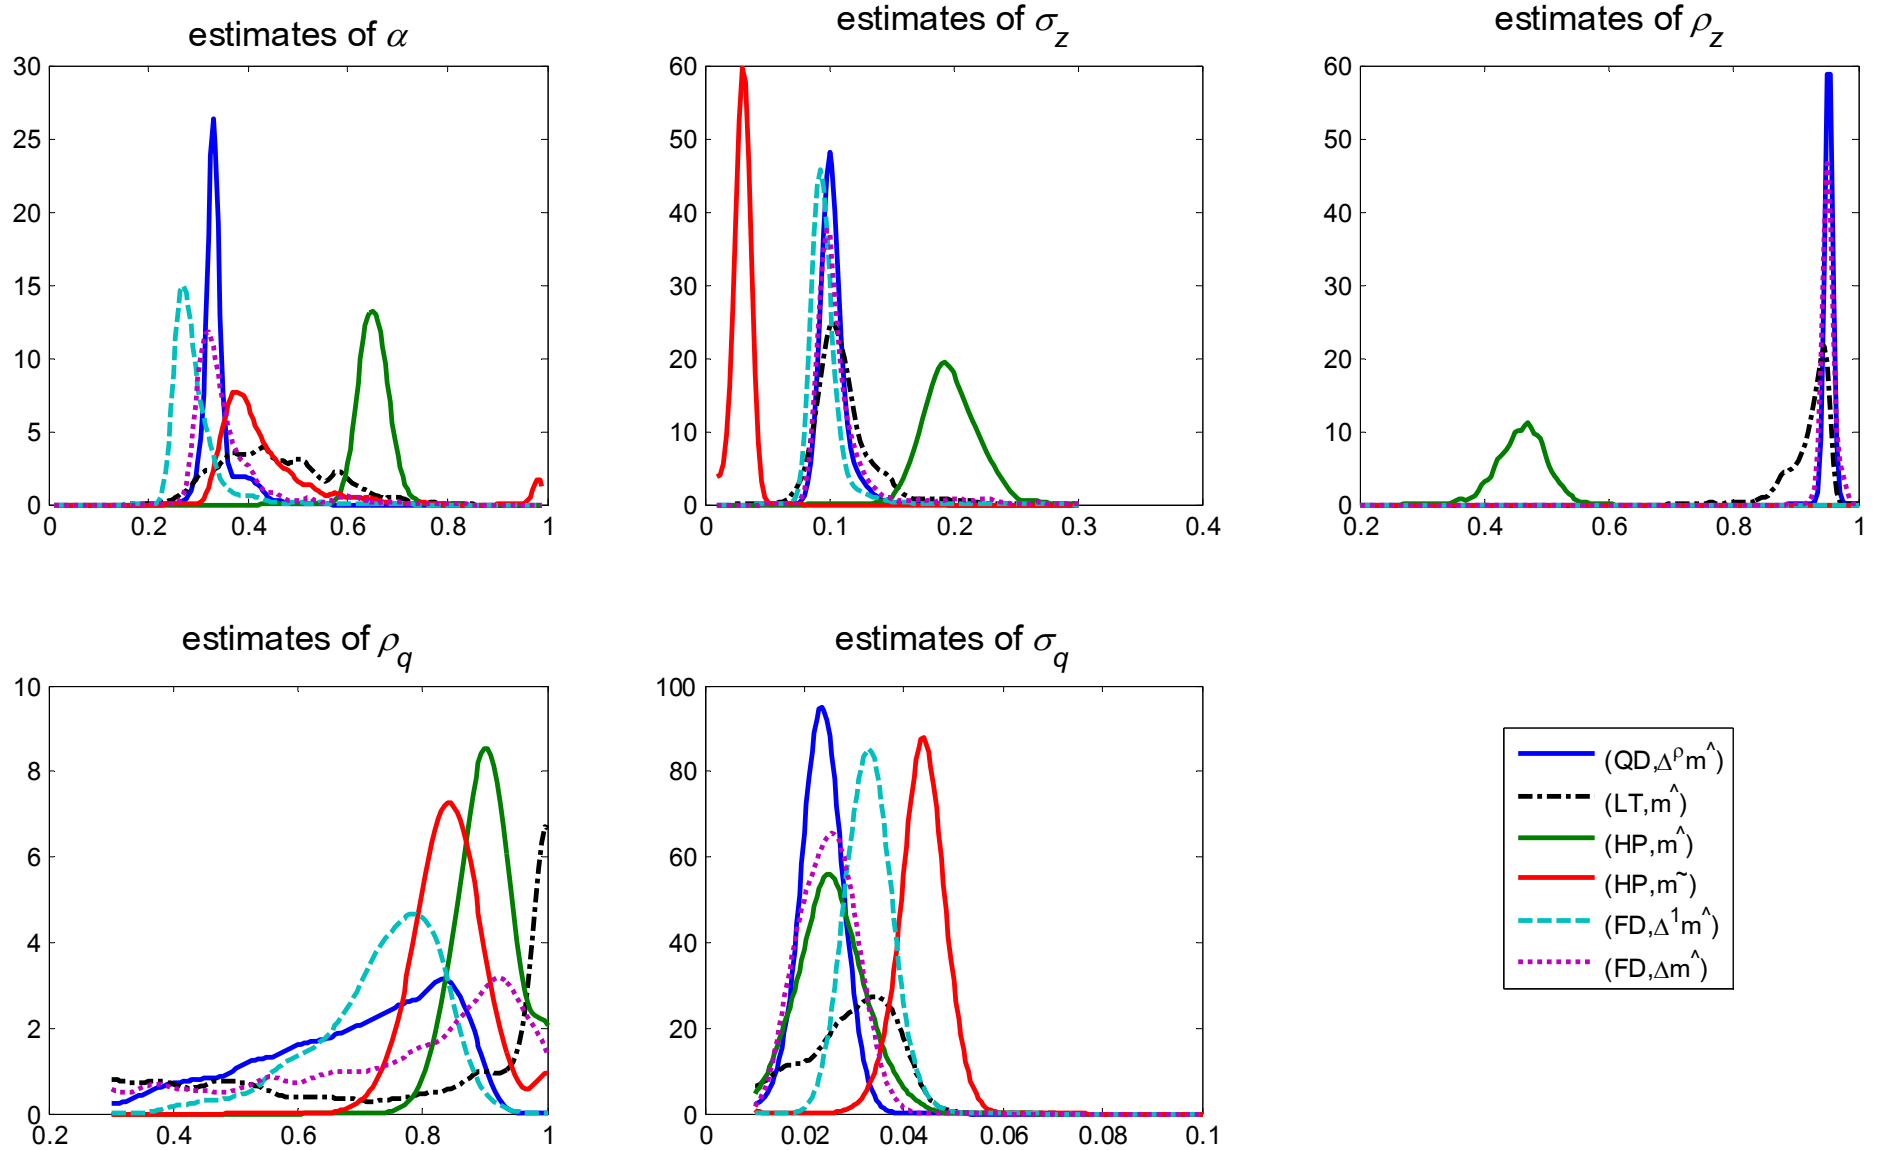 estimates of α
30
25
20
15
10
5
0
0 0.2 0.4 0.6 0.8 1
estimates of σ_z
60
50
40
30
20
10
0
0 0.1 0.2 0.3 0.4
estimates of ρ_z
60
50
40
30
20
10
0
0.2 0.4 0.6 0.8 1
estimates of ρ_q
10
8
6
4
2
0
0.2 0.4 0.6 0.8 1
estimates of σ_q
100
80
60
40
20
0
0 0.02 0.04 0.06 0.08 0.1
(QD,Δ^ρm^)
(LT,m^)
(HP,m^)
(HP,m~)
(FD,Δ¹m^)
(FD,Δm^)